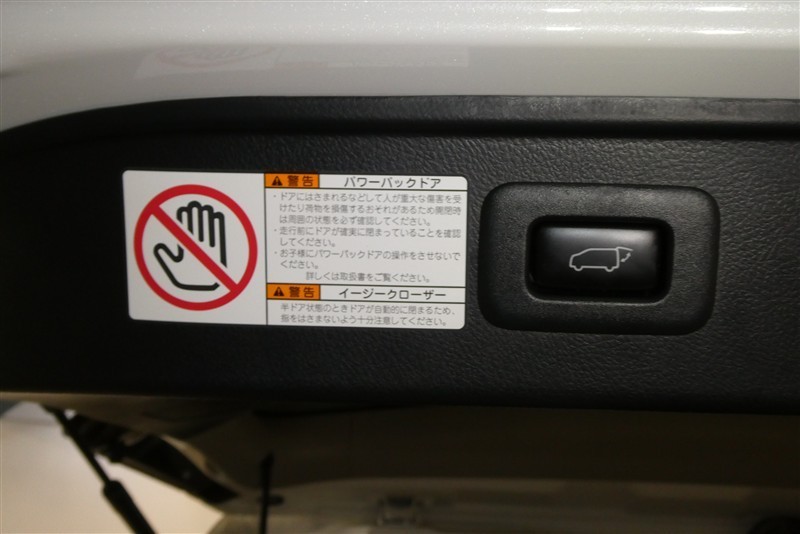 警告 パワーバックドア
・ドアにはさまれるなどして人が重大な傷害を受
けたり荷物を損傷するおそれがあるため開閉時
は周囲の状態を必ず確認してください。
・走行前にドアが確実に閉まっていることを確認
してください。
・お子様にパワーバックドアの操作をさせないで
ください。
詳しくは取扱書をご覧ください。
警告 イージークローザー
半ドア状態のときドアが自動的に閉まるため、
指をはさまないよう十分注意してください。